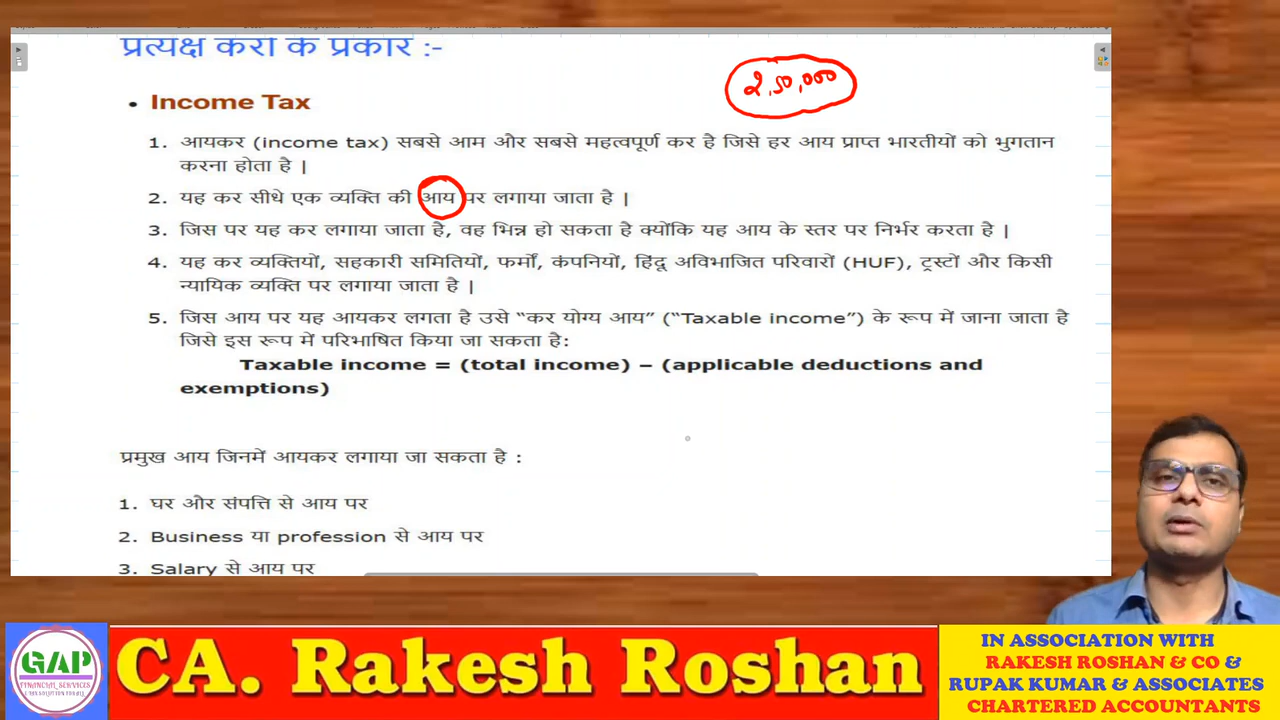 प्रत्यक्ष करों के प्रकार :-
2,50,000
• Income Tax
1. आयकर (income tax) सबसे आम और सबसे महत्वपूर्ण कर है जिसे हर आय प्राप्त भारतीयों को भुगतान
करना होता है |
2. यह कर सीधे एक व्यक्ति की आय पर लगाया जाता है |
3. जिस पर यह कर लगाया जाता है, वह भिन्न हो सकता है क्योंकि यह आय के स्तर पर निर्भर करता है |
4. यह कर व्यक्तियों, सहकारी समितियों, फर्मों, कंपनियों, हिंदू अविभाजित परिवारों (HUF), ट्रस्टों और किसी
न्यायिक व्यक्ति पर लगाया जाता है |
5. जिस आय पर यह आयकर लगता है उसे “कर योग्य आय” (“Taxable income”) के रूप में जाना जाता है
जिसे इस रूप में परिभाषित किया जा सकता है:
Taxable income = (total income) – (applicable deductions and
exemptions)
प्रमुख आय जिनमें आयकर लगाया जा सकता है :
1. घर और संपत्ति से आय पर
2. Business या profession से आय पर
3. Salary से आय पर
GAP
FINANCIAL SERVICES
CA. Rakesh Roshan
IN ASSOCIATION WITH
RAKESH ROSHAN & CO &
RUPAK KUMAR & ASSOCIATES
CHARTERED ACCOUNTANTS